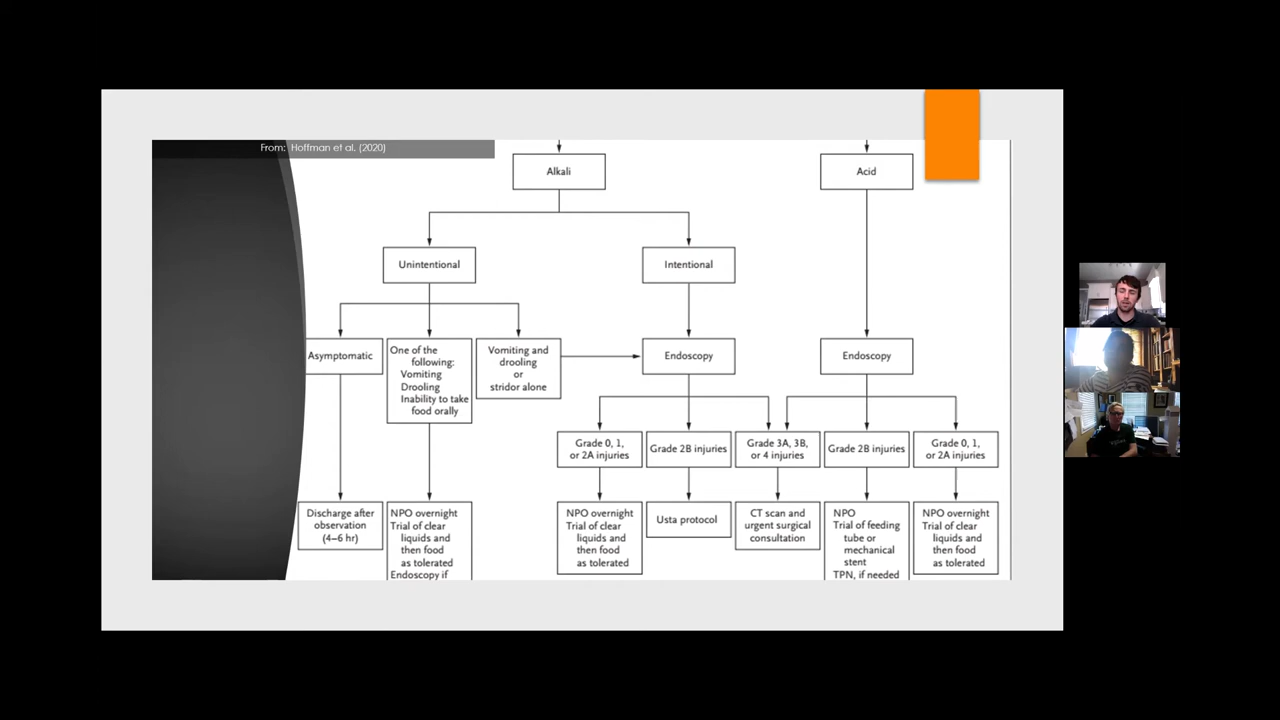 From: Hoffman et al. (2020)
Alkali
Acid
Unintentional
Intentional
Asymptomatic
One of the
following:
Vomiting
Drooling
Inability to take
food orally
Vomiting and
drooling
or
stridor alone
Endoscopy
Endoscopy
Grade 0, 1,
or 2A injuries
Grade 2B injuries
Grade 3A, 3B,
or 4 injuries
Grade 2B injuries
Grade 0, 1,
or 2A injuries
Discharge after
observation
(4–6 hr)
NPO overnight
Trial of clear
liquids and
then food
as tolerated
Endoscopy if
NPO overnight
Trial of clear
liquids and
then food
as tolerated
Usta protocol
CT scan and
urgent surgical
consultation
NPO
Trial of feeding
tube or
mechanical
stent
TPN, if needed
NPO overnight
Trial of clear
liquids and
then food
as tolerated